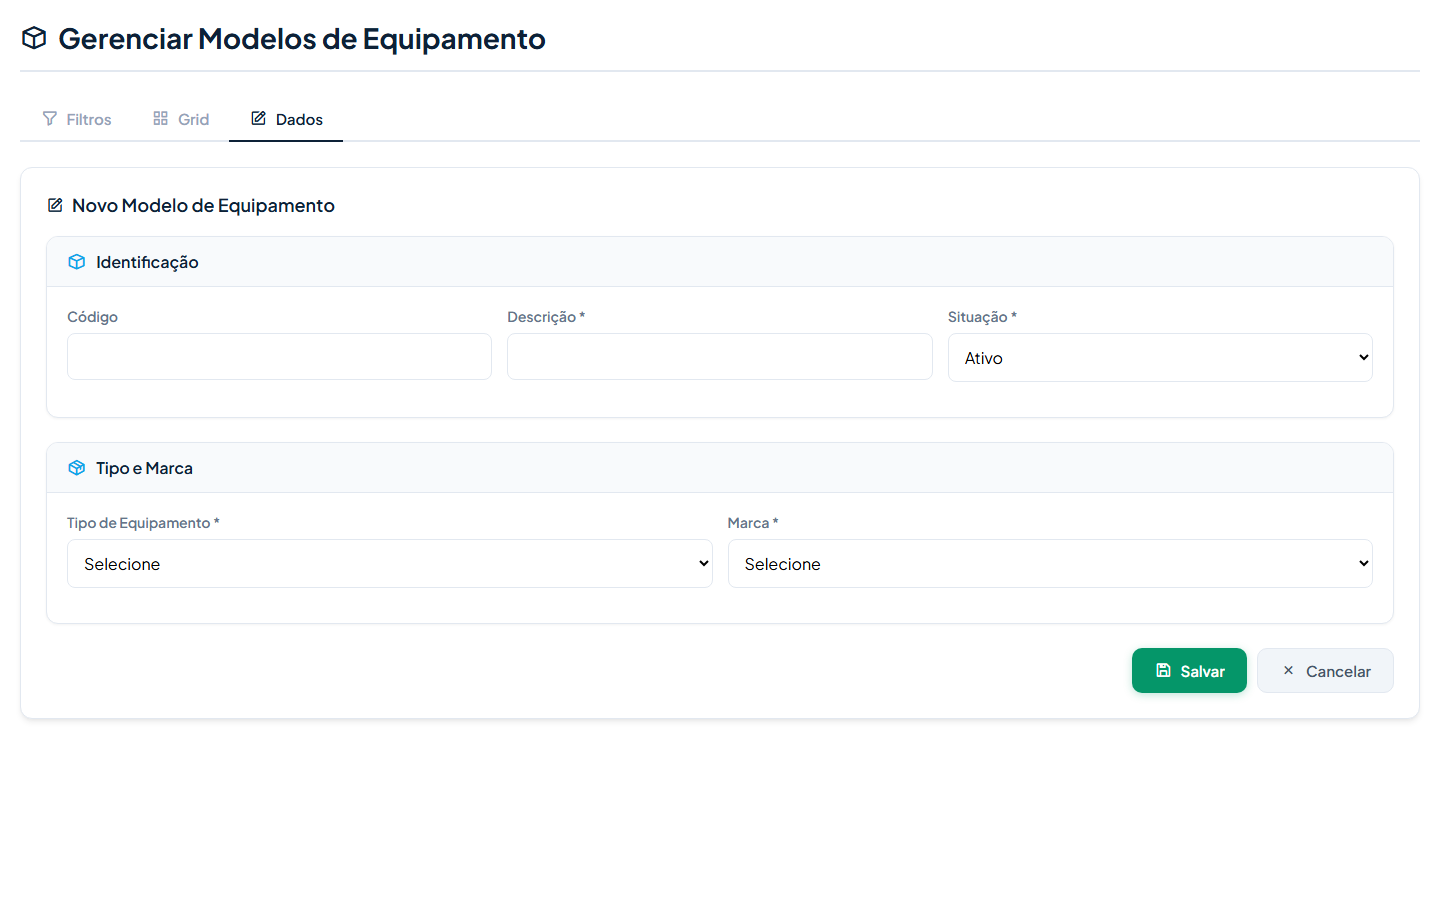 Gerenciar Modelos de Equipamento
Filtros Grid Dados
Novo Modelo de Equipamento
Identificação
Código Descrição * Situação *
Ativo
Tipo e Marca
Tipo de Equipamento * Marca *
Selecione Selecione
Salvar Cancelar